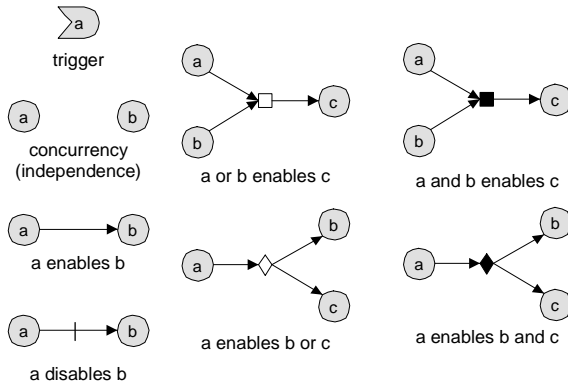 a
trigger
a b
concurrency
(independence)
a enables b
a b
a disables b
a b
a
b
c
a or b enables c
a
b
c
a and b enables c
a
b
c
a enables b or c
a
b
c
a enables b and c